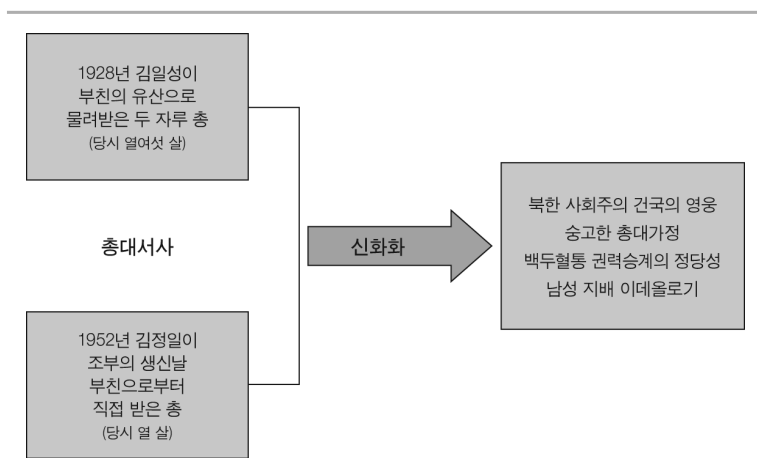 1928년 김일성이
부친의 유산으로
물려받은 두 자루 총
(당시 열여섯 살)
총대서사
1952년 김정일이
조부의 생신날
부친으로부터
직접 받은 총
(당시 열 살)
신화화
북한 사회주의 건국의 영웅
숭고한 총대가정
백두혈통 권력승계의 정당성
남성 지배 이데올로기